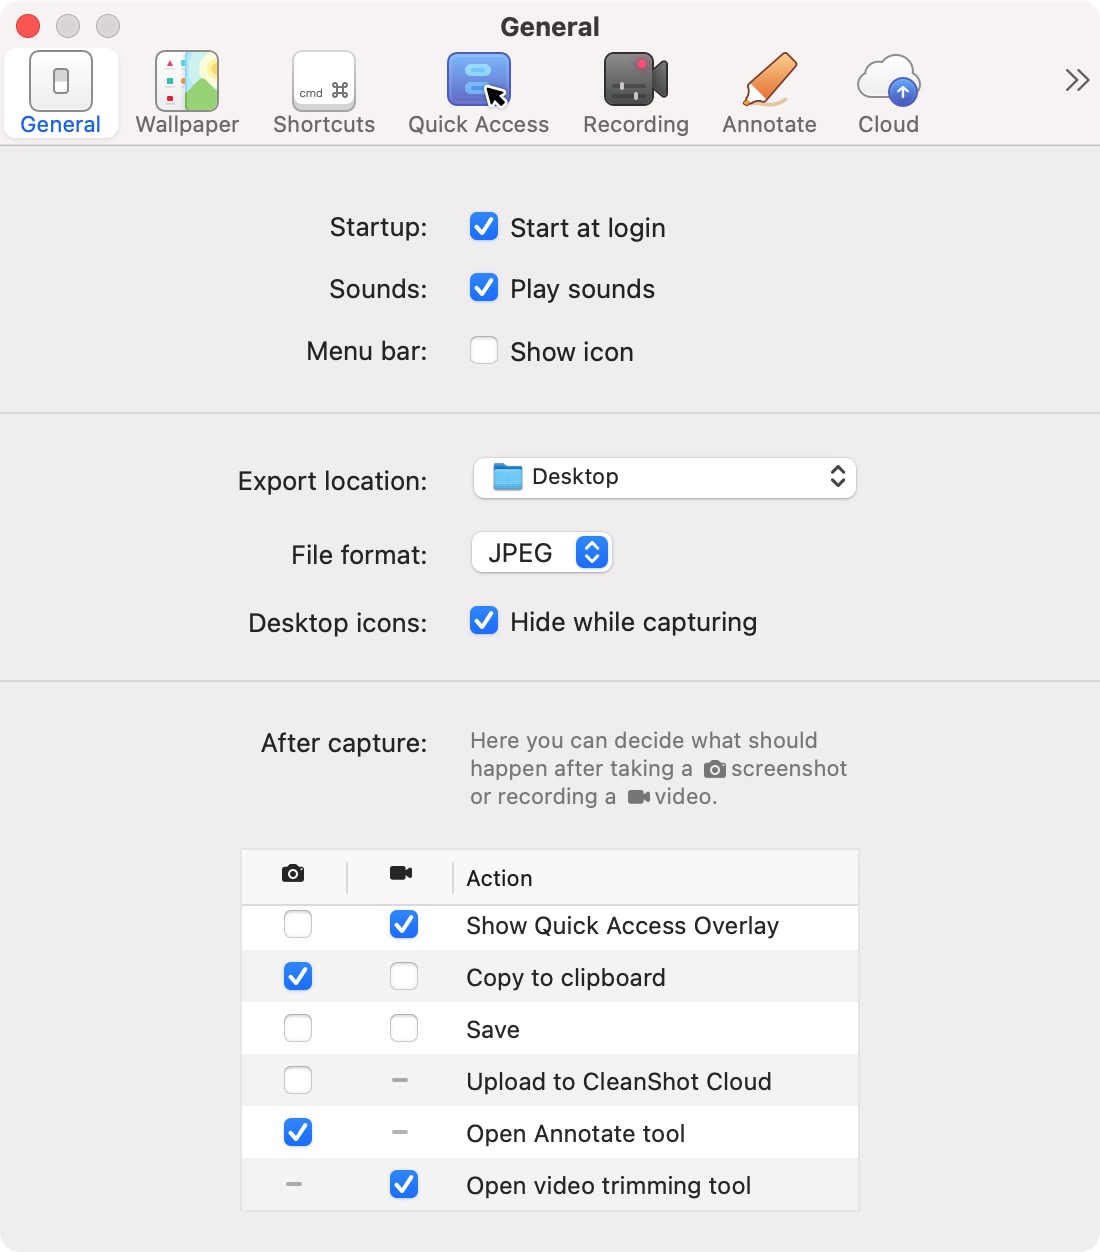 General
General Wallpaper Shortcuts Quick Access Recording Annotate Cloud
cmd ⌘
Startup: Start at login
Sounds: Play sounds
Menu bar: Show icon
Export location: Desktop
File format: JPEG
Desktop icons: Hide while capturing
After capture: Here you can decide what should
happen after taking a screenshot
or recording a video.
Action
Show Quick Access Overlay
Copy to clipboard
Save
Upload to CleanShot Cloud
Open Annotate tool
Open video trimming tool